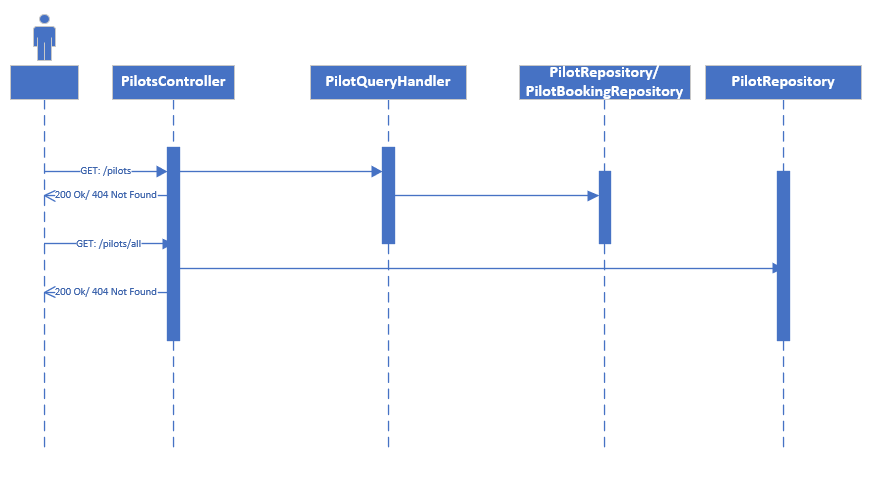 PilotsController
PilotQueryHandler
PilotRepository/
PilotBookingRepository
PilotRepository
GET: /pilots
200 Ok/ 404 Not Found
GET: /pilots/all
200 Ok/ 404 Not Found